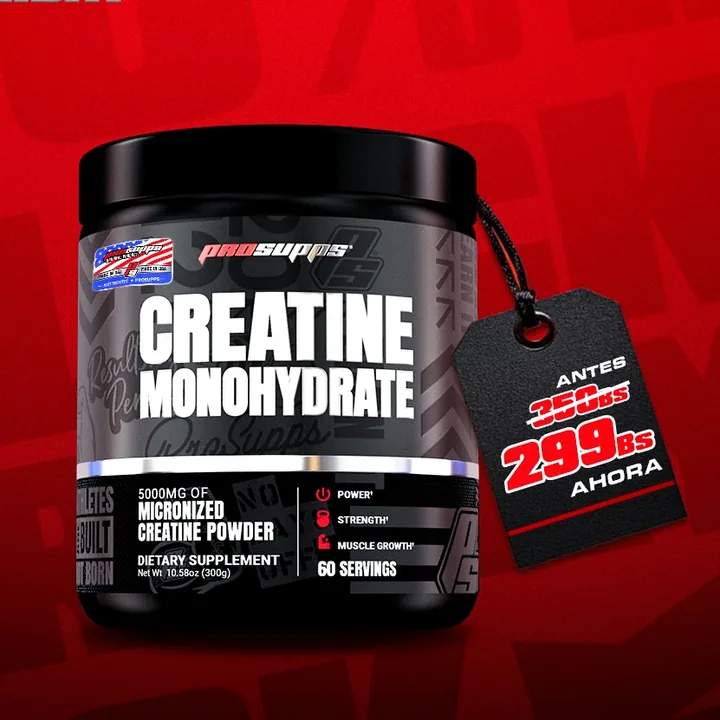 PROSUPPS®
CREATINE
MONOHYDRATE
5000MG OF
MICRONIZED
CREATINE POWDER
DIETARY SUPPLEMENT
Net Wt. 10.58oz (300g)
POWER†
STRENGTH†
MUSCLE GROWTH†
60 SERVINGS
ProSupps
ANTES
350BS
299BS
AHORA